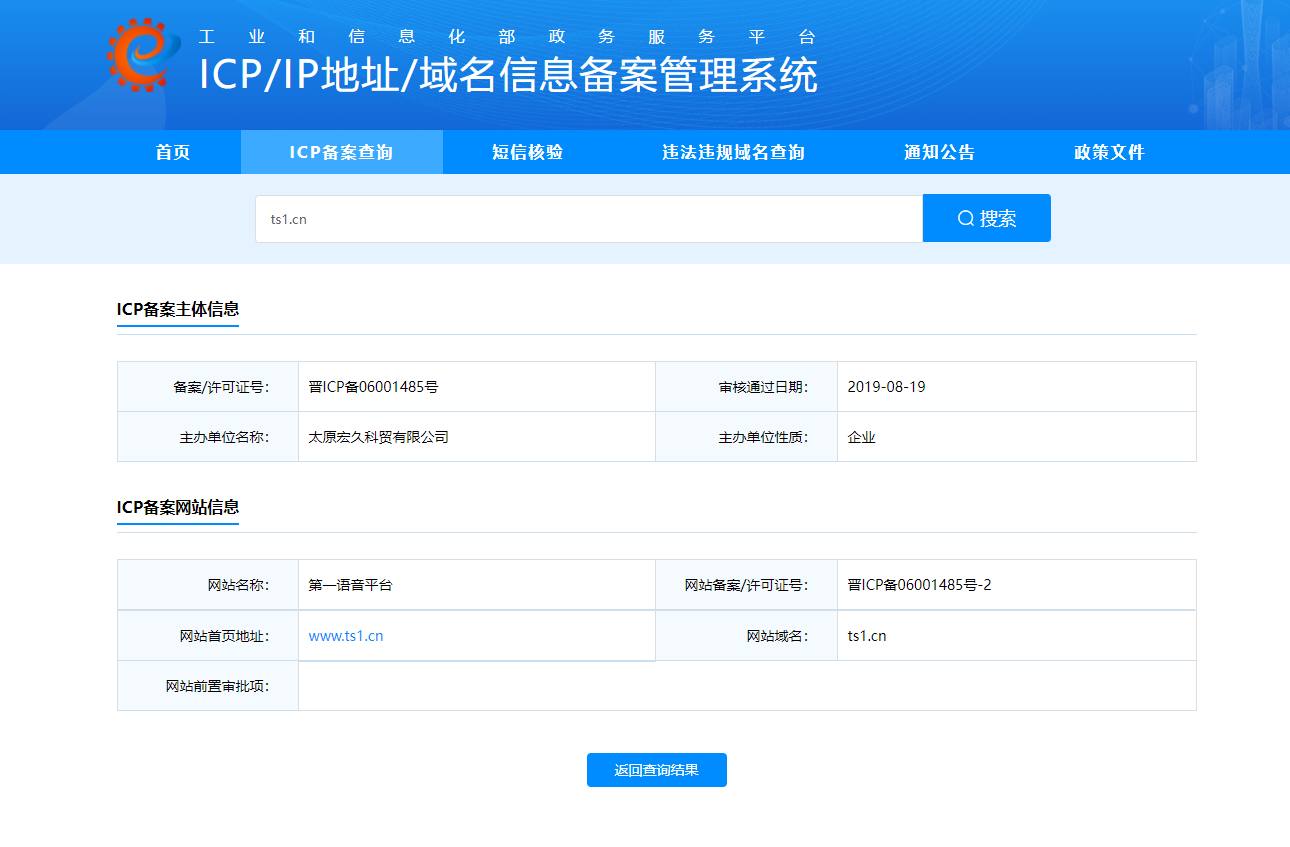 工业和信息化部政务服务平台
ICP/IP地址/域名信息备案管理系统
首页 ICP备案查询 短信核验 违法违规域名查询 通知公告 政策文件
ts1.cn 搜索
ICP备案主体信息
备案/许可证号： 晋ICP备06001485号 审核通过日期： 2019-08-19
主办单位名称： 太原宏久科贸有限公司 主办单位性质： 企业
ICP备案网站信息
网站名称： 第一语音平台 网站备案/许可证号： 晋ICP备06001485号-2
网站首页地址： www.ts1.cn 网站域名： ts1.cn
网站前置审批项：
返回查询结果